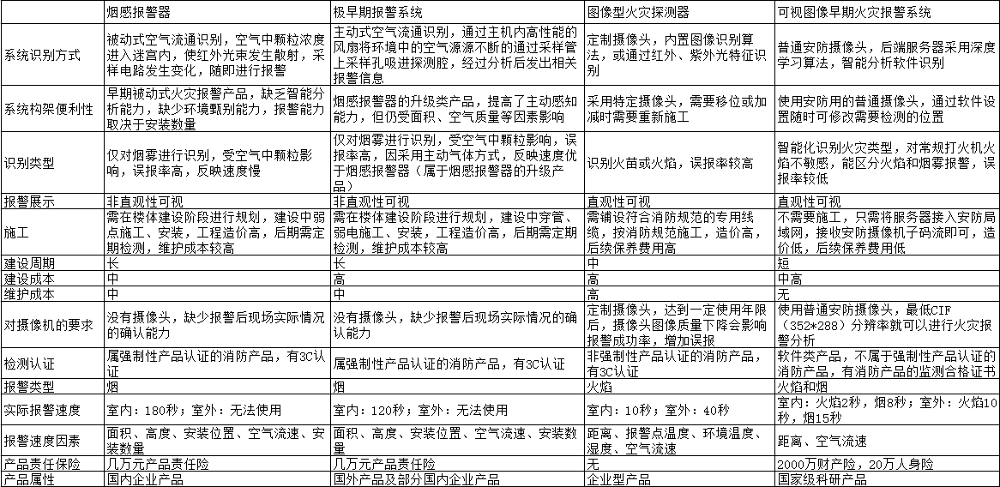 烟感报警器
极早期报警系统
图像型火灾探测器
可视图像早期火灾报警系统
系统识别方式
被动式空气流通识别，空气中颗粒浓度
进入迷宫内，使红外光束发生散射，采
样电路发生变化，随即进行报警
主动式空气流通识别，通过主机内高性能的
风扇将环境中的空气源源不断的通过采样管
上采样孔吸进探测腔，经过分析后发出相关
报警信息
定制摄像头，内置图像识别算
法，或通过红外、紫外光特征识
别
普通安防摄像头，后端服务器采用深度
学习算法，智能分析软件识别
系统构架便利性
早期被动式火灾报警产品，缺乏智能分
析能力，缺少环境甄别能力，报警能力
取决于安装数量
烟感报警器的升级类产品，提高了主动感知
能力，但仍受面积、空气质量等因素影响
采用特定摄像头，需要移位或加
减时需要重新施工
使用安防用的普通摄像头，通过软件设
置随时可修改需要检测的位置
识别类型
仅对烟雾进行识别，受空气中颗粒影
响，误报率高，反映速度慢
仅对烟雾进行识别，受空气中颗粒影响，误
报率高，因采用主动气体方式，反映速度优
于烟感报警器（属于烟感报警器的升级产
品）
识别火苗或火焰，误报率较高
智能化识别火灾类型，对常规打火机火
焰不敏感，能区分火焰和烟雾报警，误
报率较低
报警展示
非直观性可视
非直观性可视
直观性可视
直观性可视
施工
需在楼体建设阶段进行规划，建设中弱
点施工、安装，工程造价高，后期需定
期检测，维护成本较高
需在楼体建设阶段进行规划，建设中穿管、
弱电施工、安装，工程造价高，后期需定期
检测，维护成本较高
需铺设符合消防规范的专用线
缆，按消防规范施工，造价高，
后续保养费用高
不需要施工，只需将服务器接入安防局
域网，接收安防摄像机子码流即可，造
价低，后续保养费用低
建设周期
长
长
中
短
建设成本
中
高
高
中高
维护成本
中
中
高
无
对摄像机的要求
没有摄像头，缺少报警后现场实际情况
的确认能力
没有摄像头，缺少报警后现场实际情况
的确认能力
定制摄像头，达到一定使用年限
后，摄像头图像质量下降会影响
报警成功率，增加误报
使用普通安防摄像头，最低CIF
（352*288）分辨率就可以进行火灾报
警分析
检测认证
属强制性产品认证的消防产品，有3C认
证
属强制性产品认证的消防产品，有3C认证
非强制性产品认证的消防产品，
有3C认证
软件类产品，不属于强制性产品认证的
消防产品，有消防产品的监测合格证书
报警类型
烟
烟
火焰
火焰和烟
实际报警速度
室内：180秒；室外：无法使用
室内：120秒；室外：无法使用
室内：10秒；室外：40秒
室内：火焰2秒，烟8秒；室外：火焰10
秒，烟15秒
报警速度因素
面积、高度、安装位置、空气流速、安
装数量
面积、高度、安装位置、空气流速、安装数
量
距离、报警点温度、环境温度、
湿度、空气流速
距离、空气流速
产品责任保险
几万元产品责任险
几万元产品责任险
无
2000万财产险，20万人身险
产品属性
国内企业产品
国外产品及部分国内企业产品
企业型产品
国家级科研产品